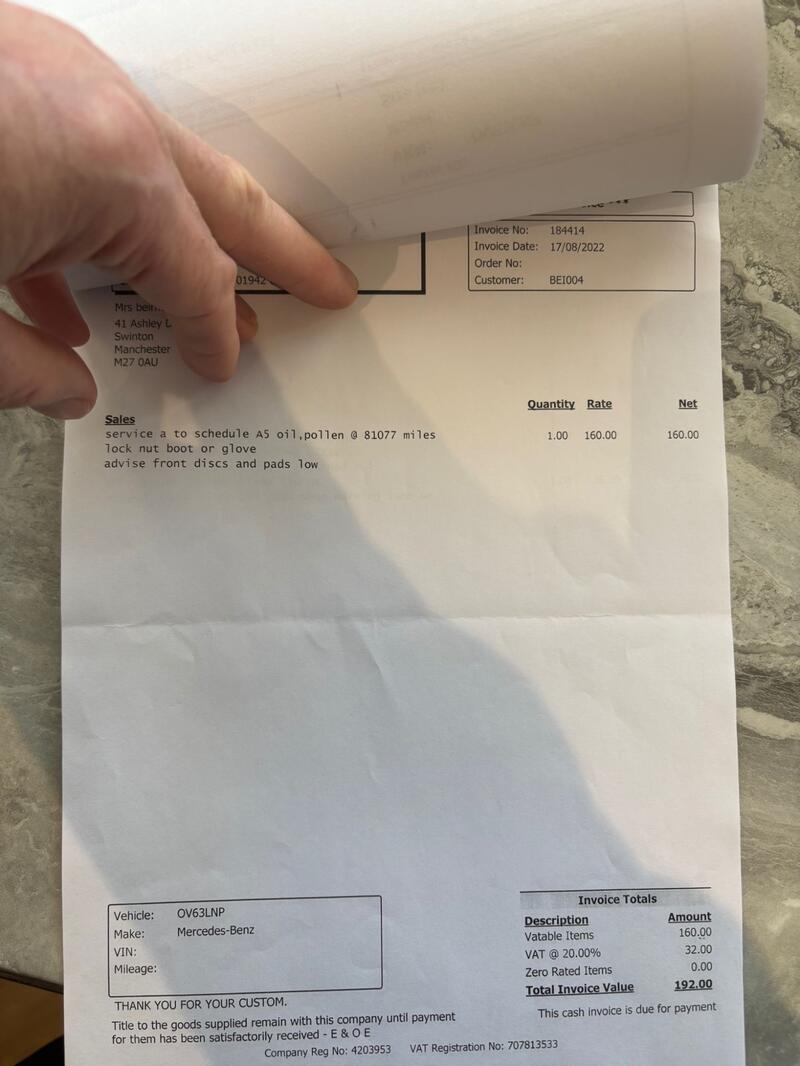 Invoice No: 184414
Invoice Date: 17/08/2022
Order No:
Customer: BEI004
01942
Mrs
41 Ashley
Swinton
Manchester
M27 0AU
Quantity Rate Net
Sales
service a to schedule A5 oil,pollen @ 81077 miles 1.00 160.00 160.00
lock nut boot or glove
advise front discs and pads low
Vehicle: OV63LNP
Make: Mercedes-Benz
VIN:
Mileage:
Invoice Totals
Description Amount
Vatable Items 160.00
VAT @ 20.00% 32.00
Zero Rated Items 0.00
Total Invoice Value 192.00
THANK YOU FOR YOUR CUSTOM.
This cash invoice is due for payment
Title to the goods supplied remain with this company until payment
for them has been satisfactorily received - E & O E
Company Reg No: 4203953 VAT Registration No: 707813533